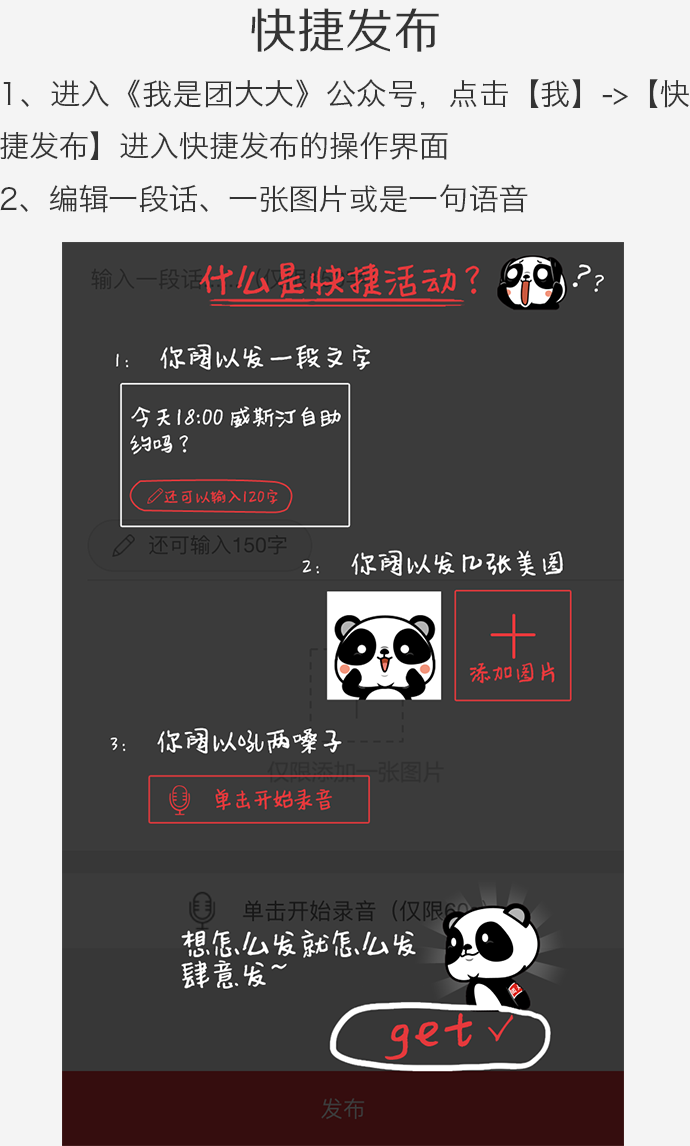 快捷发布
1、进入《我是团大大》公众号，点击【我】->【快
捷发布】进入快捷发布的操作界面
2、编辑一段话、一张图片或是一句语音
输入一段话
什么是快捷活动？
??
1： 你阔以发一段文字
今天18:00 威斯汀自助
约吗？
还可以输入120字
还可输入150字
2： 你阔以发几张美图
添加图片
3： 你阔以吼两嗓子
仅限添加一张图片
单击开始录音
单击开始录音（仅限60
想怎么发就怎么发
肆意发~
get✓
发布